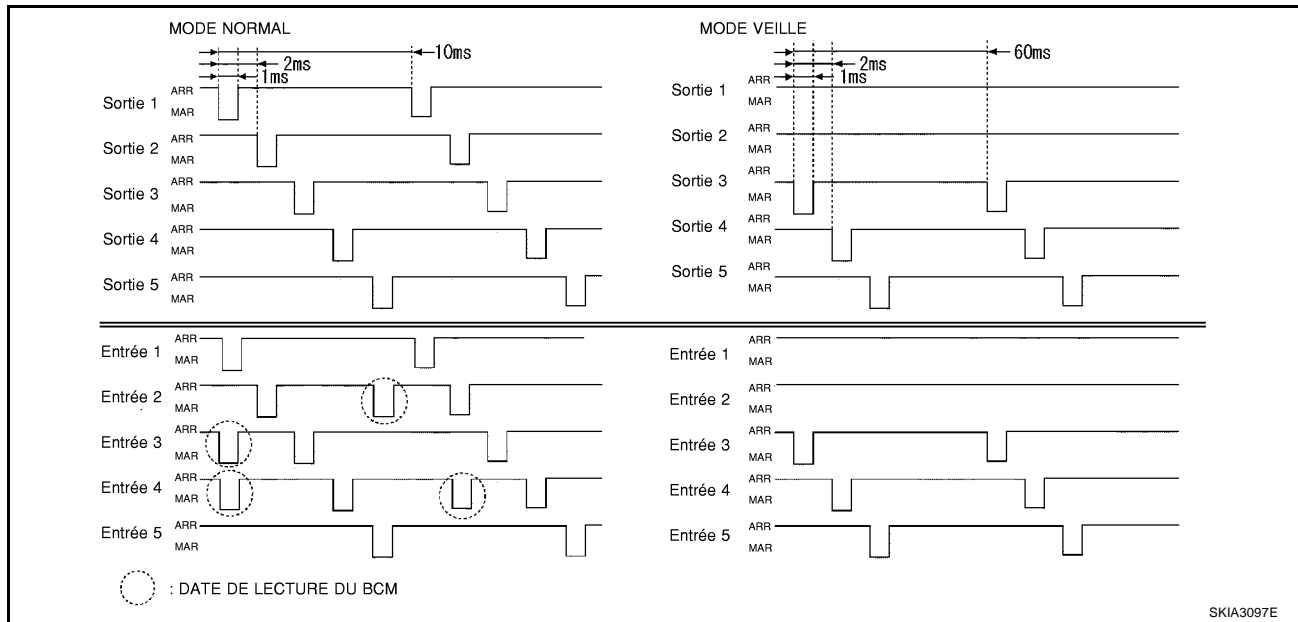 MODE NORMAL
10ms
2ms
1ms
Sortie 1 ARR MAR
Sortie 2 ARR MAR
Sortie 3 ARR MAR
Sortie 4 ARR MAR
Sortie 5 ARR MAR
MODE VEILLE
60ms
2ms
1ms
Sortie 1 ARR MAR
Sortie 2 ARR MAR
Sortie 3 ARR MAR
Sortie 4 ARR MAR
Sortie 5 ARR MAR
Entrée 1 ARR MAR
Entrée 2 ARR MAR
Entrée 3 ARR MAR
Entrée 4 ARR MAR
Entrée 5 ARR MAR
Entrée 1 ARR MAR
Entrée 2 ARR MAR
Entrée 3 ARR MAR
Entrée 4 ARR MAR
Entrée 5 ARR MAR
: DATE DE LECTURE DU BCM
SKIA3097E